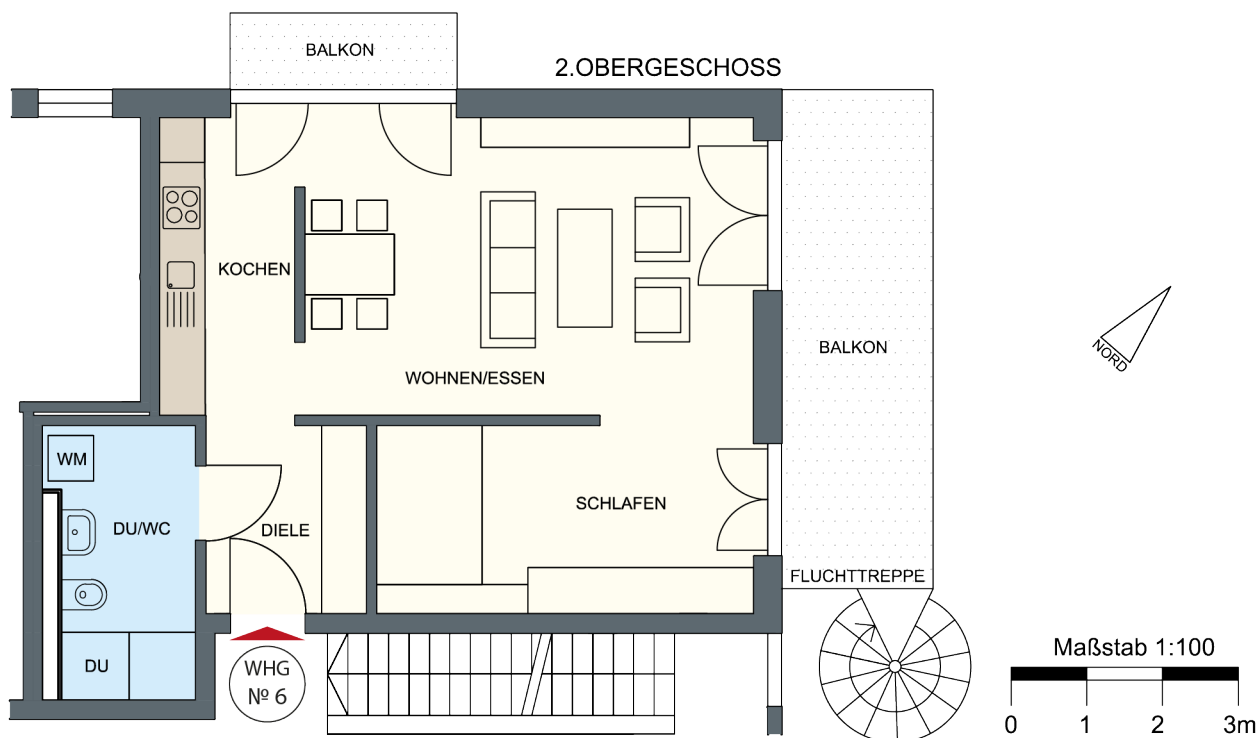 BALKON
2.OBERGESCHOSS
KOCHEN
BALKON
NORD
WOHNEN/ESSEN
WM
SCHLAFEN
DU/WC
DIELE
FLUCHTTREPPE
DU
WHG
№ 6
Maßstab 1:100
0 1 2 3m